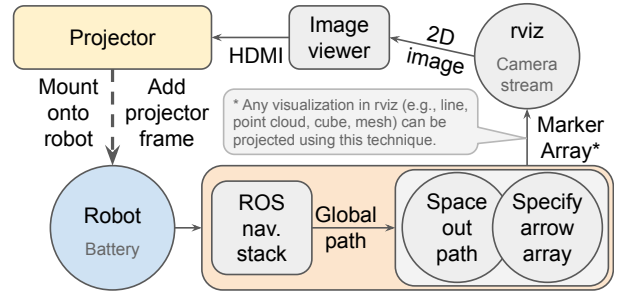 Projector
HDMI
Image
viewer
2D
image
rviz
Camera
stream
Mount
onto
robot
Add
projector
frame
* Any visualization in rviz (e.g., line,
point cloud, cube, mesh) can be
projected using this technique.
Marker
Array*
Robot
Battery
ROS
nav.
stack
Global
path
Space
out
path
Specify
arrow
array